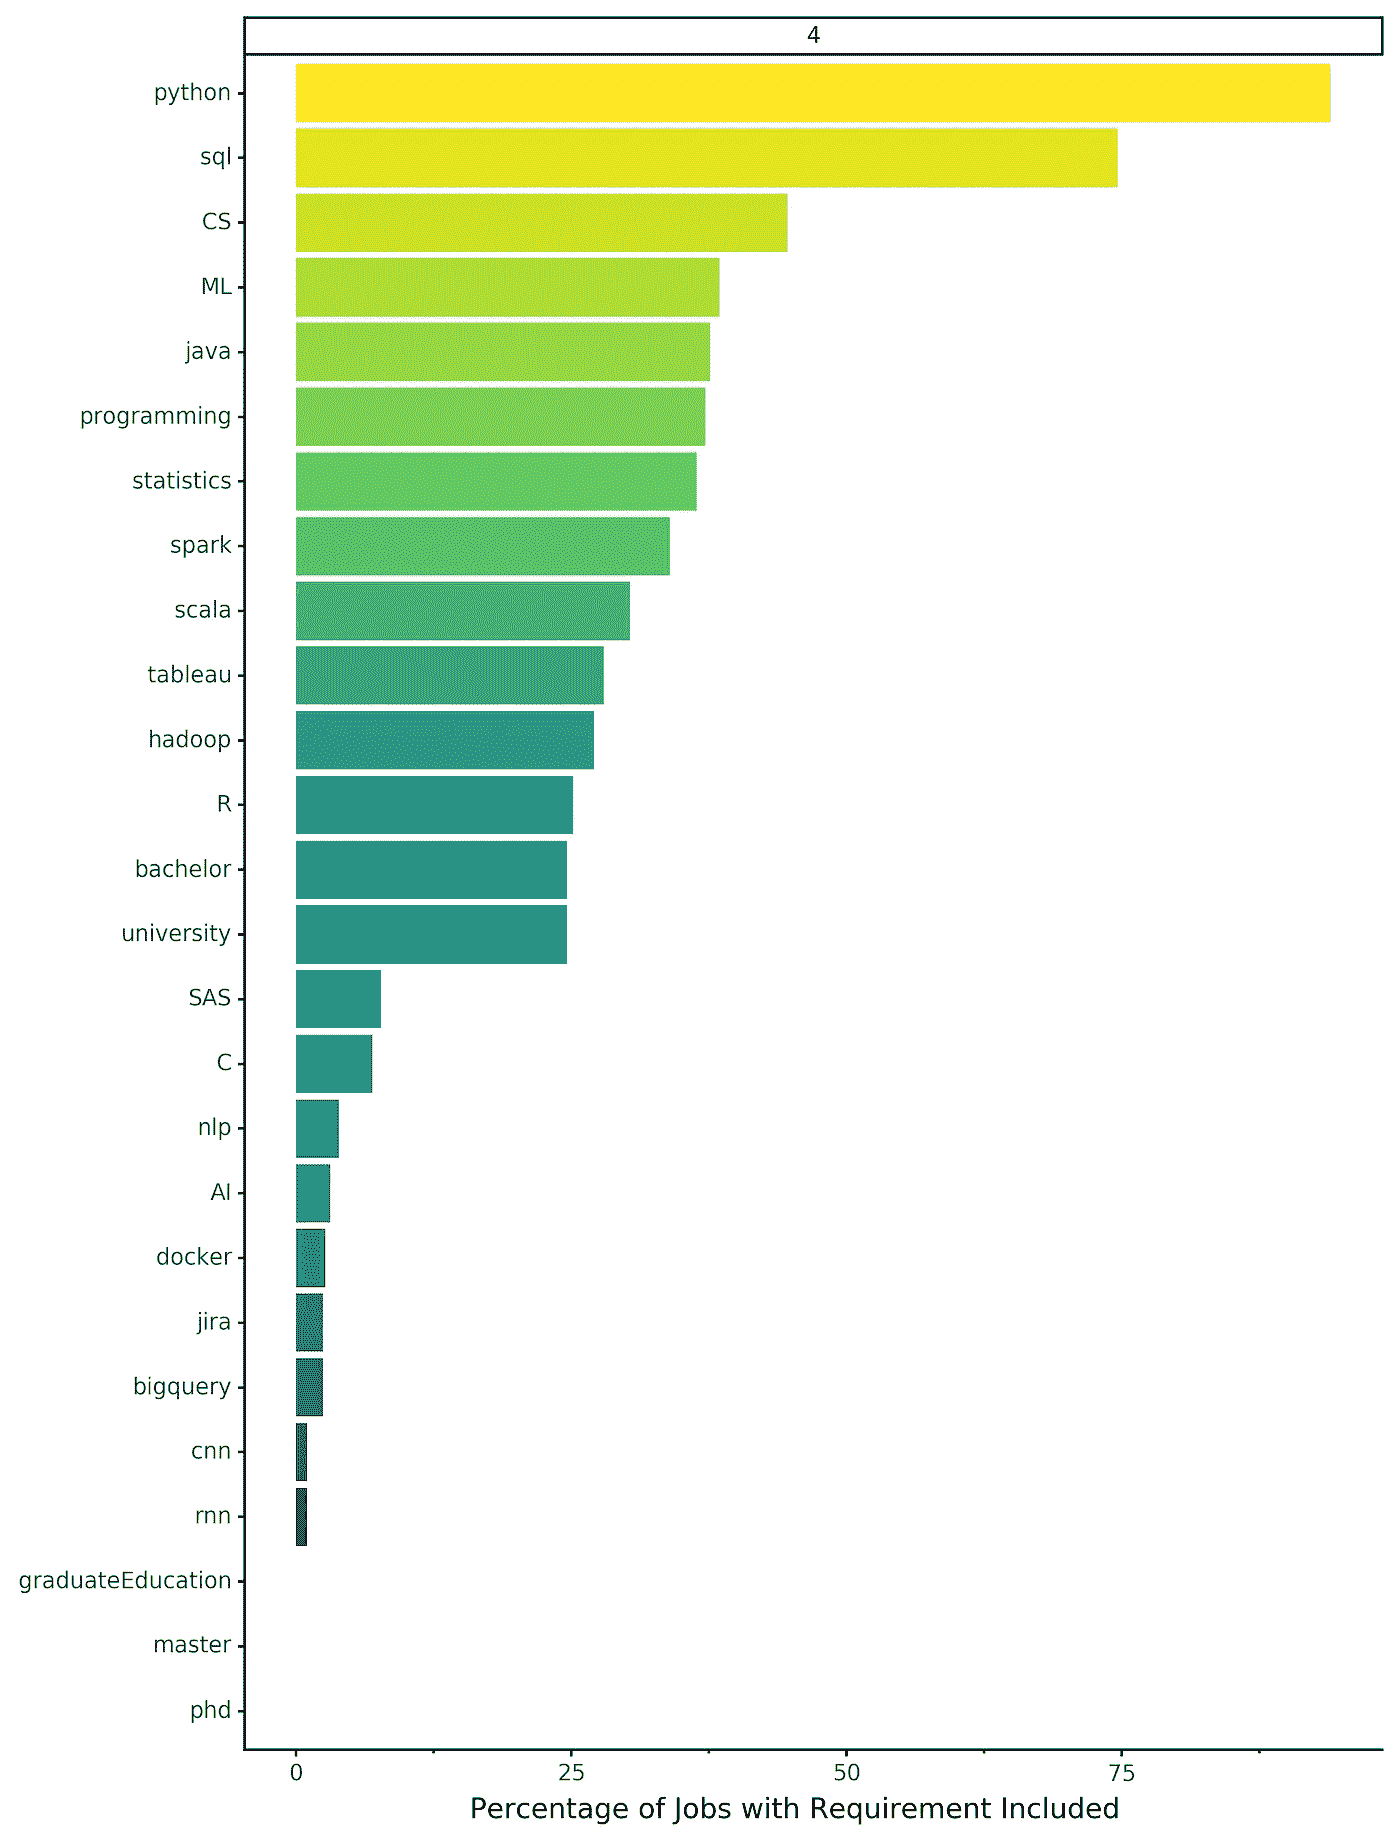 4
python
sql
CS
ML
java
programming
statistics
spark
scala
tableau
hadoop
R
bachelor
university
SAS
C
nlp
AI
docker
jira
bigquery
cnn
rnn
graduateEducation
master
phd
0 25 50 75
Percentage of Jobs with Requirement Included